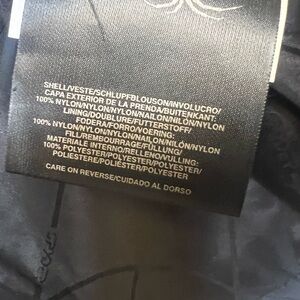 SHELL/VESTE/SCHLUPFBLOUSON/INVOLUCRO/
CAPA EXTERIOR DE LA PRENDA/BUITENKANT:
100% NYLON/NYLON/NYLON/NAILON/NILÓN/NYLON
LINING/DOUBLURE/FUTTERSTOFF/
FODERA/FORRO/VOERING:
100% NYLON/NYLON/NYLON/NAILON/NILÓN/NYLON
FILL/REMBOURRAGE/FÜLLUNG/
MATERIALE INTERNO/RELLENO/VULLING:
100% POLYESTER/POLYESTER/POLYESTER/
POLIESTERE/POLIÉSTER/POLYESTER
CARE ON REVERSE/CUIDADO AL DORSO